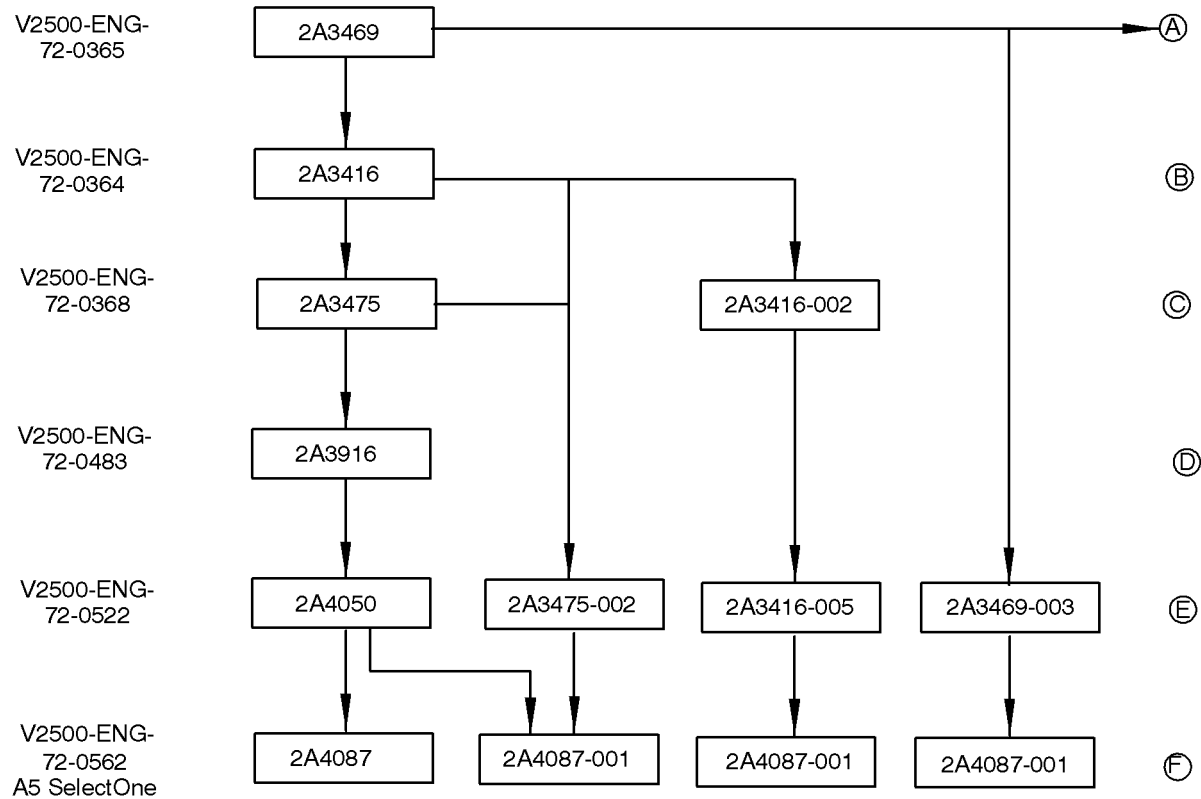 V2500-ENG-
72-0365
2A3469
A
V2500-ENG-
72-0364
2A3416
B
V2500-ENG-
72-0368
2A3475
2A3416-002
C
V2500-ENG-
72-0483
2A3916
D
V2500-ENG-
72-0522
2A4050
2A3475-002
2A3416-005
2A3469-003
E
V2500-ENG-
72-0562
A5 SelectOne
2A4087
2A4087-001
2A4087-001
2A4087-001
F